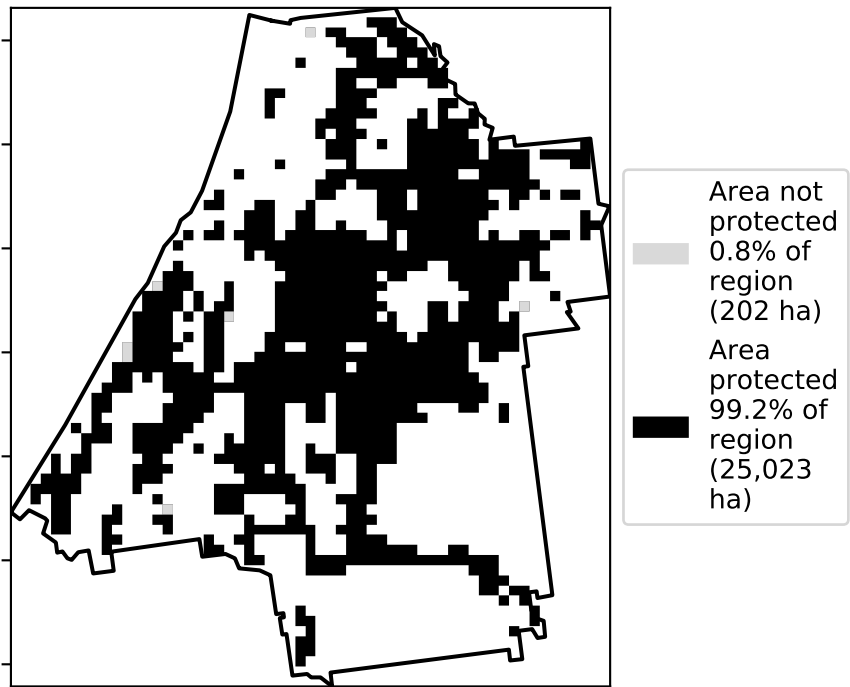 Area not
protected
0.8% of
region
(202 ha)
Area
protected
99.2% of
region
(25,023
ha)